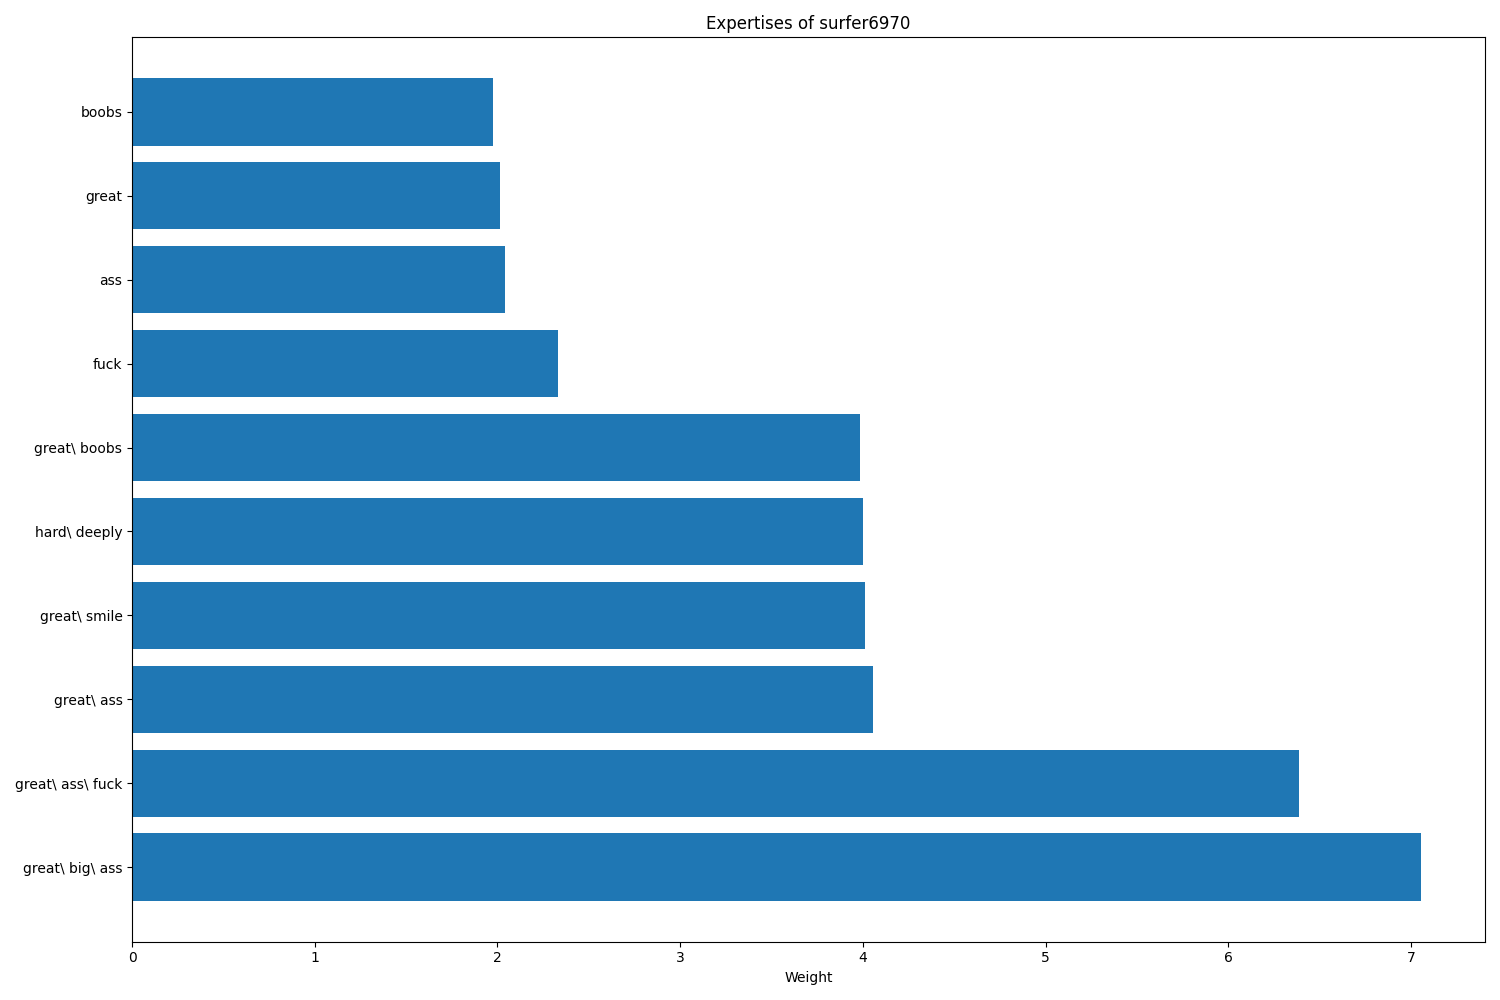 Expertises of surfer6970
boobs
great
ass
fuck
great\ boobs
hard\ deeply
great\ smile
great\ ass
great\ ass\ fuck
great\ big\ ass
0 1 2 3 4 5 6 7
Weight